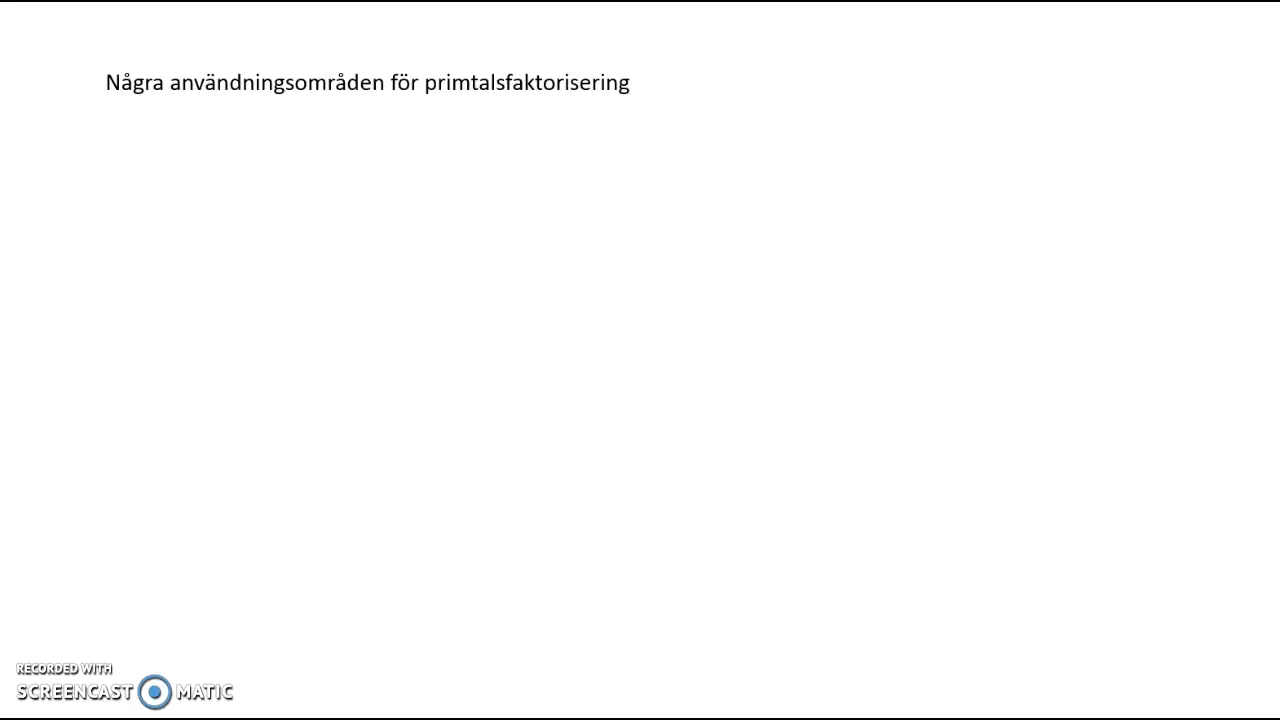 Några användningsområden för primtalsfaktorisering
RECORDED WITH
SCREENCAST MATIC